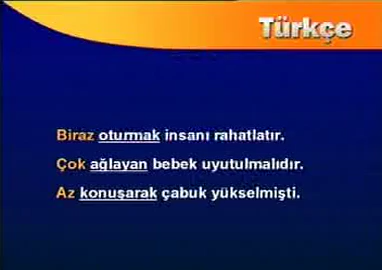 Türkçe
Biraz oturmak insanı rahatlatır.
Çok ağlayan bebek uyutulmalıdır.
Az konuşarak çabuk yükselmişti.